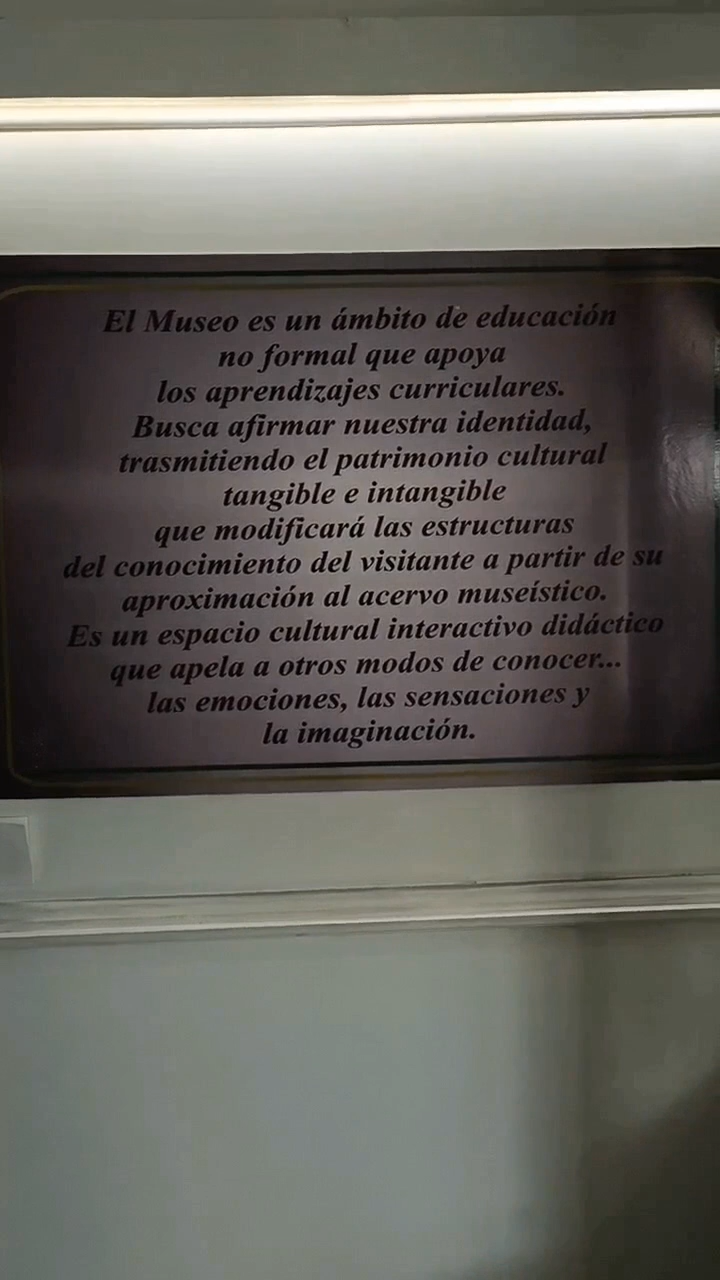 El Museo es un ámbito de educación
no formal que apoya
los aprendizajes curriculares.
Busca afirmar nuestra identidad,
trasmitiendo el patrimonio cultural
tangible e intangible
que modificará las estructuras
del conocimiento del visitante a partir de su
aproximación al acervo museístico.
Es un espacio cultural interactivo didáctico
que apela a otros modos de conocer...
las emociones, las sensaciones y
la imaginación.